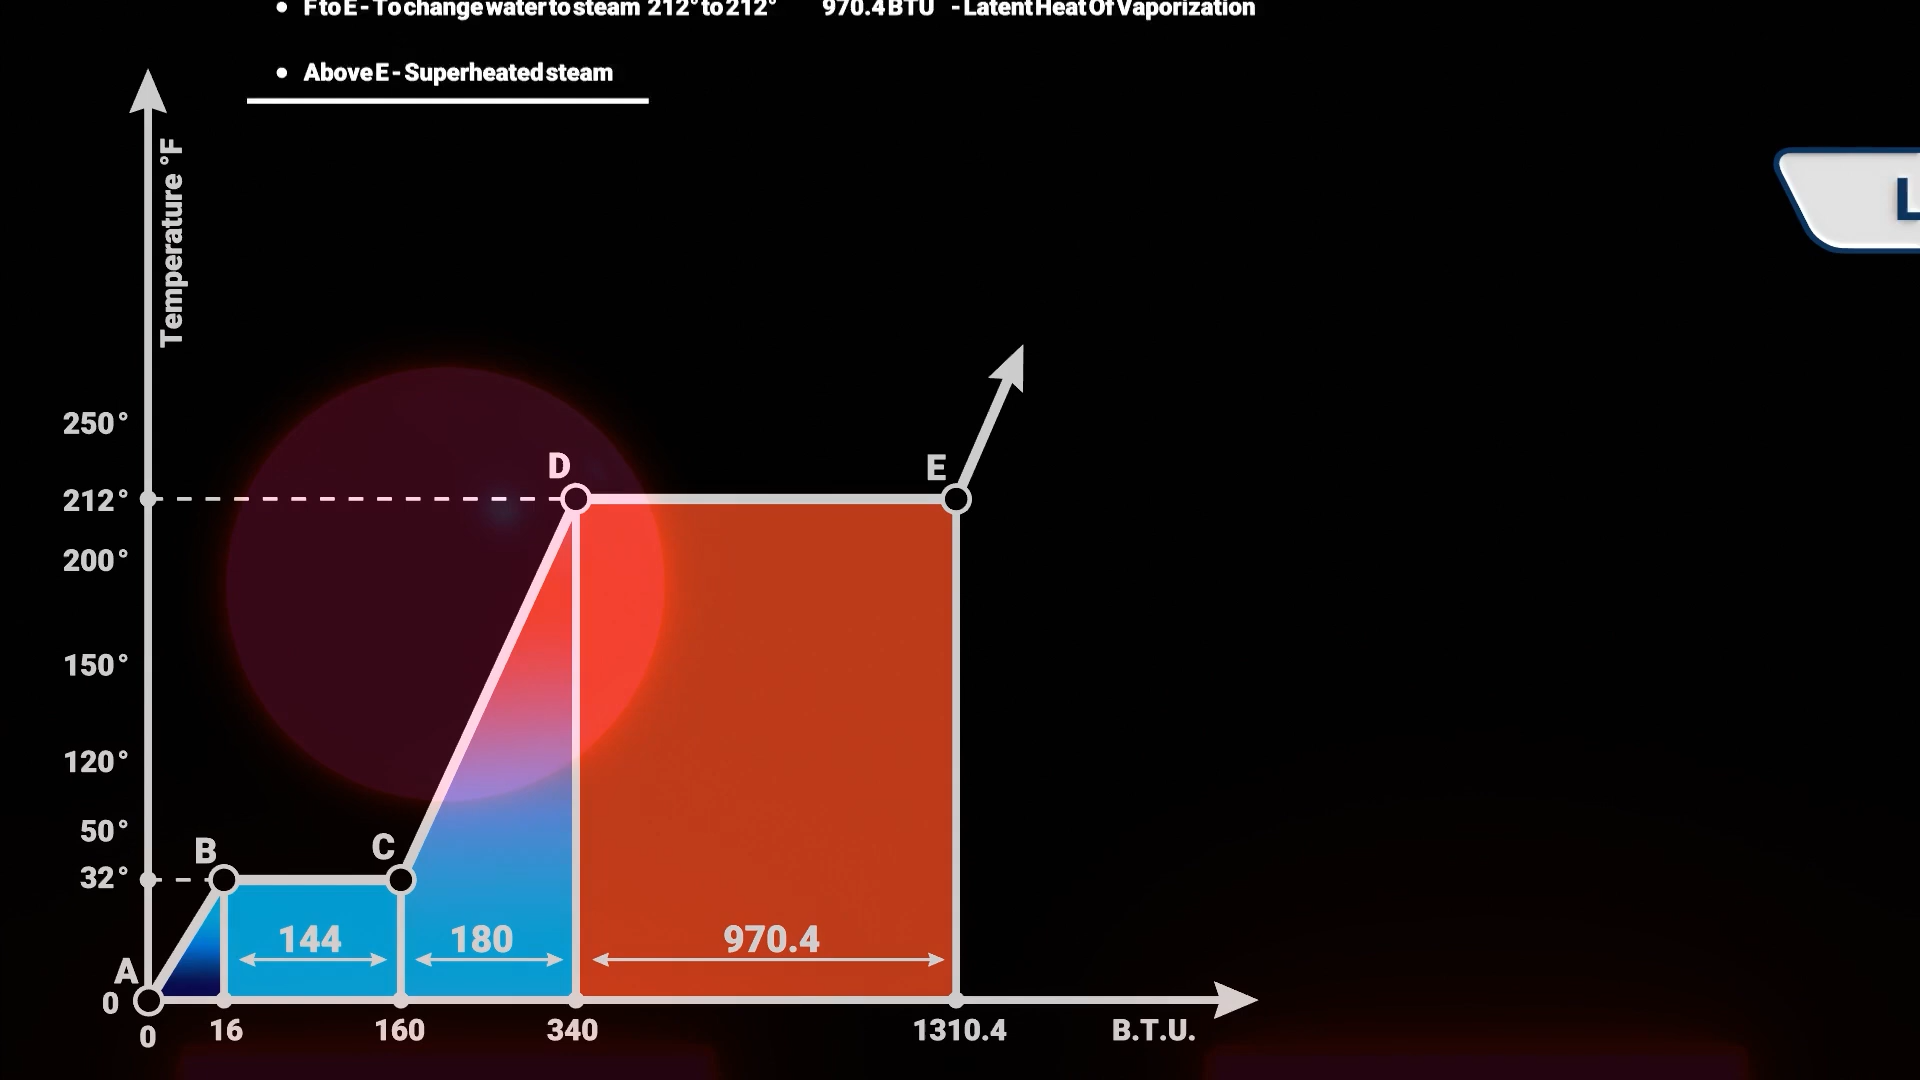 • F to E - To change water to steam 212° to 212° 970.4 BTU - Latent Heat Of Vaporization
• Above E - Superheated steam
Temperature °F
L
250°
D
E
212°
200°
150°
120°
50°
B
C
32°
144
180
970.4
A
0
0
16
160
340
1310.4
B.T.U.